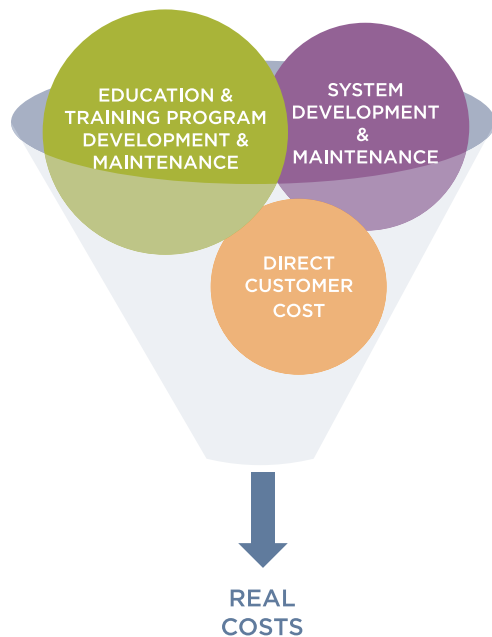 EDUCATION &
TRAINING PROGRAM
DEVELOPMENT &
MAINTENANCE
SYSTEM
DEVELOPMENT
&
MAINTENANCE
DIRECT
CUSTOMER
COST
REAL
COSTS